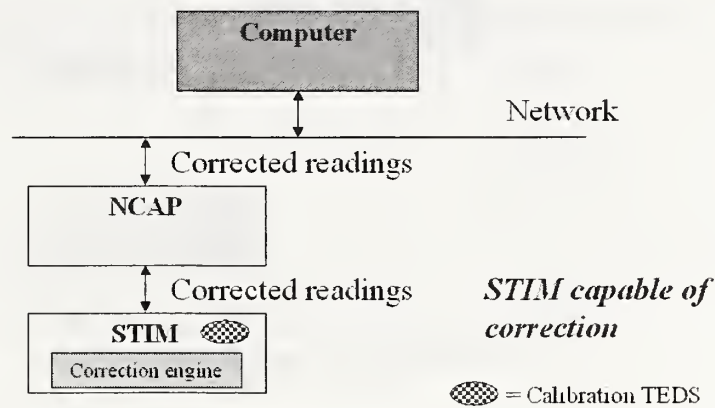 Computer
Network
Corrected readings
NCAP
Corrected readings
STIM capable of
correction
STIM
Correction engine
= Calibration TEDS